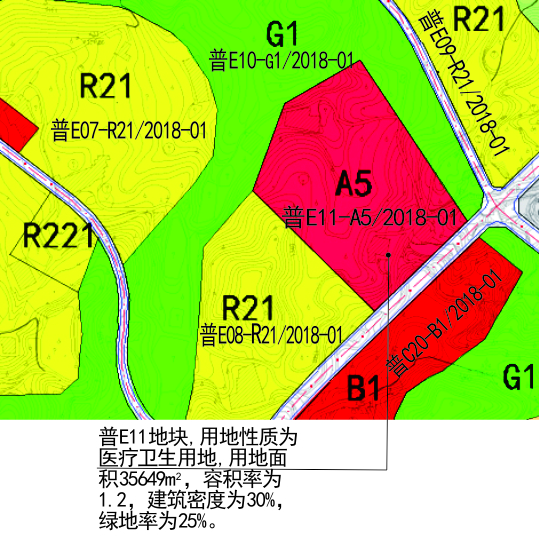 G1
普E10-G1/2018-01
R21
普E09-R21/2018-01
R21
普E07-R21/2018-01
A5
普E11-A5/2018-01
R221
R21
普E08-R21/2018-01
普C20-B1/2018-01
B1
G1
普E11地块,用地性质为
医疗卫生用地,用地面
积35649m²，容积率为
1.2，建筑密度为30%,
绿地率为25%。